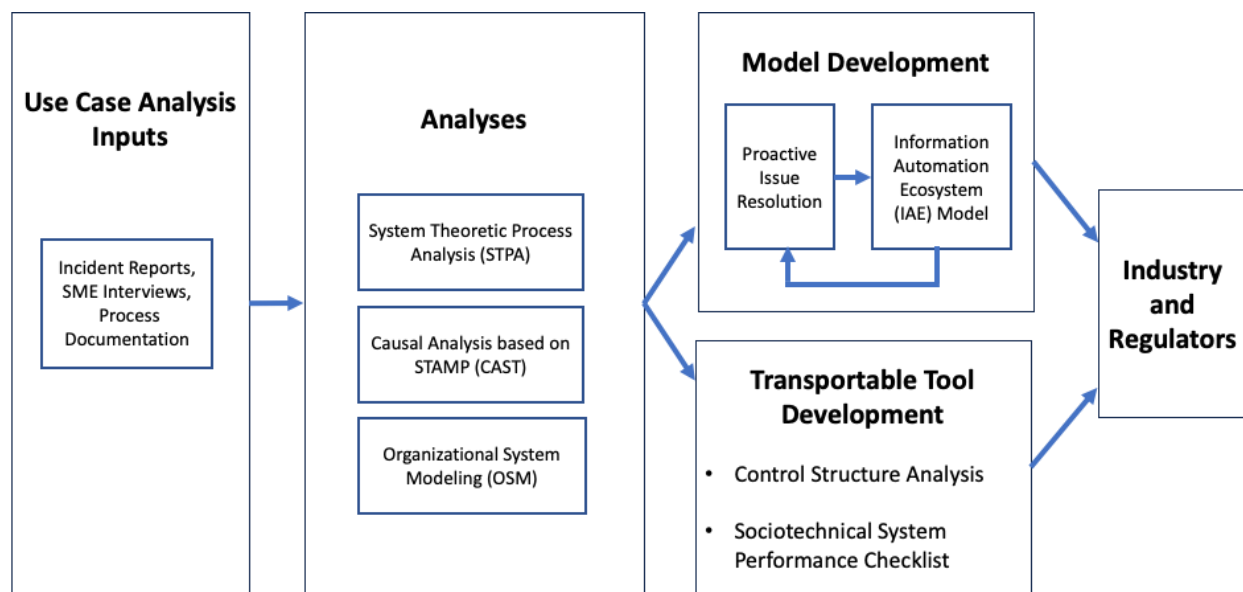 Use Case Analysis
Inputs
Incident Reports,
SME Interviews,
Process
Documentation
Analyses
System Theoretic Process
Analysis (STPA)
Causal Analysis based on
STAMP (CAST)
Organizational System
Modeling (OSM)
Model Development
Proactive
Issue
Resolution
Information
Automation
Ecosystem
(IAE) Model
Transportable Tool
Development
• Control Structure Analysis
• Sociotechnical System
Performance Checklist
Industry
and
Regulators